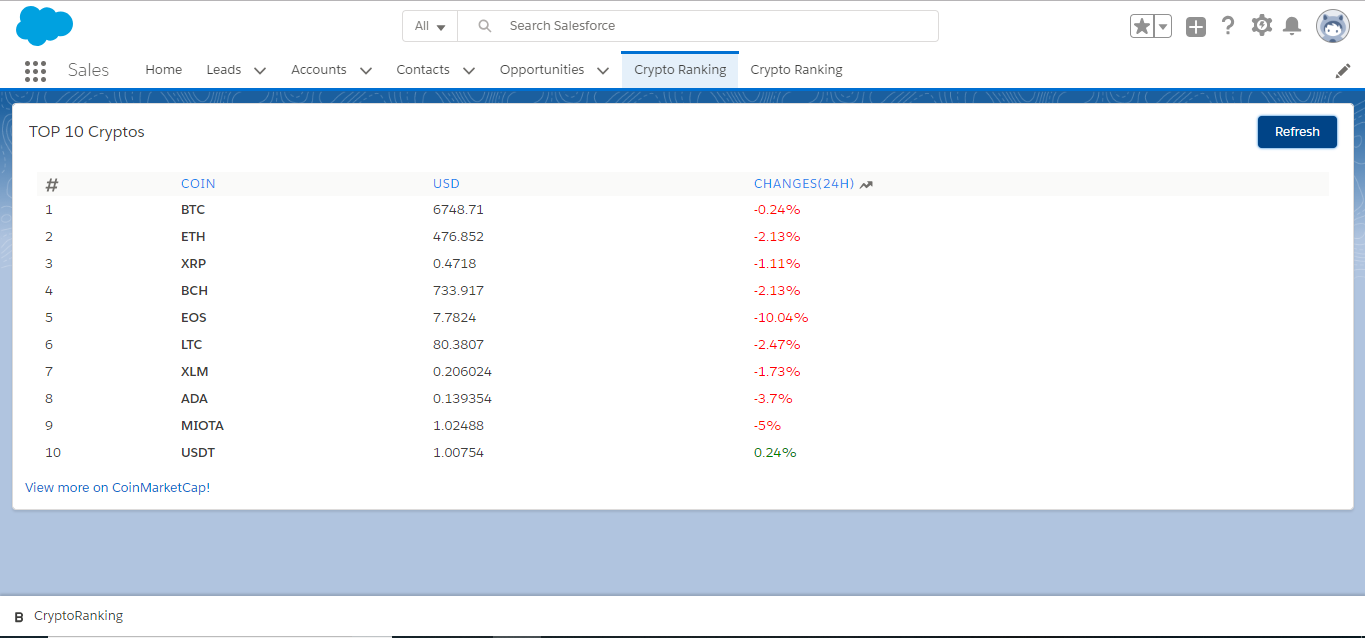 All Search Salesforce
Sales Home Leads Accounts Contacts Opportunities Crypto Ranking Crypto Ranking
TOP 10 Cryptos Refresh
# COIN USD CHANGES(24H)
1 BTC 6748.71 -0.24%
2 ETH 476.852 -2.13%
3 XRP 0.4718 -1.11%
4 BCH 733.917 -2.13%
5 EOS 7.7824 -10.04%
6 LTC 80.3807 -2.47%
7 XLM 0.206024 -1.73%
8 ADA 0.139354 -3.7%
9 MIOTA 1.02488 -5%
10 USDT 1.00754 0.24%
View more on CoinMarketCap!
B CryptoRanking